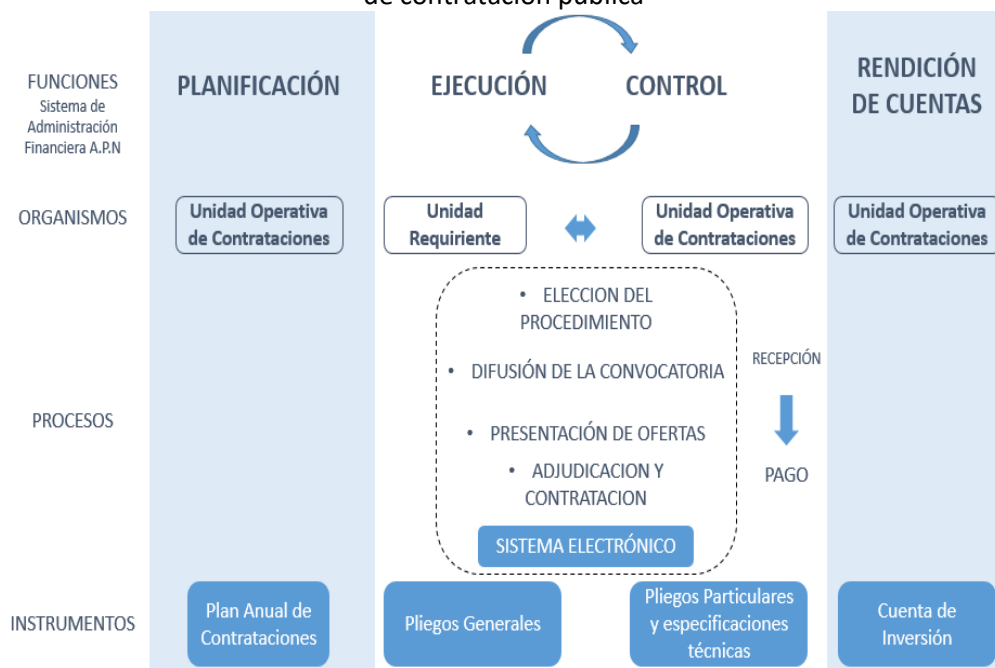 de contratación pública
FUNCIONES
Sistema de
Administración
Financiera A.P.N
PLANIFICACIÓN
EJECUCIÓN
CONTROL
RENDICIÓN
DE CUENTAS
ORGANISMOS
Unidad Operativa
de Contrataciones
Unidad
Requiriente
Unidad Operativa
de Contrataciones
Unidad Operativa
de Contrataciones
PROCESOS
• ELECCION DEL
PROCEDIMIENTO
• DIFUSIÓN DE LA CONVOCATORIA
• PRESENTACIÓN DE OFERTAS
• ADJUDICACION Y
CONTRATACION
SISTEMA ELECTRÓNICO
RECEPCIÓN
PAGO
INSTRUMENTOS
Plan Anual de
Contrataciones
Pliegos Generales
Pliegos Particulares
y especificaciones
técnicas
Cuenta de
Inversión